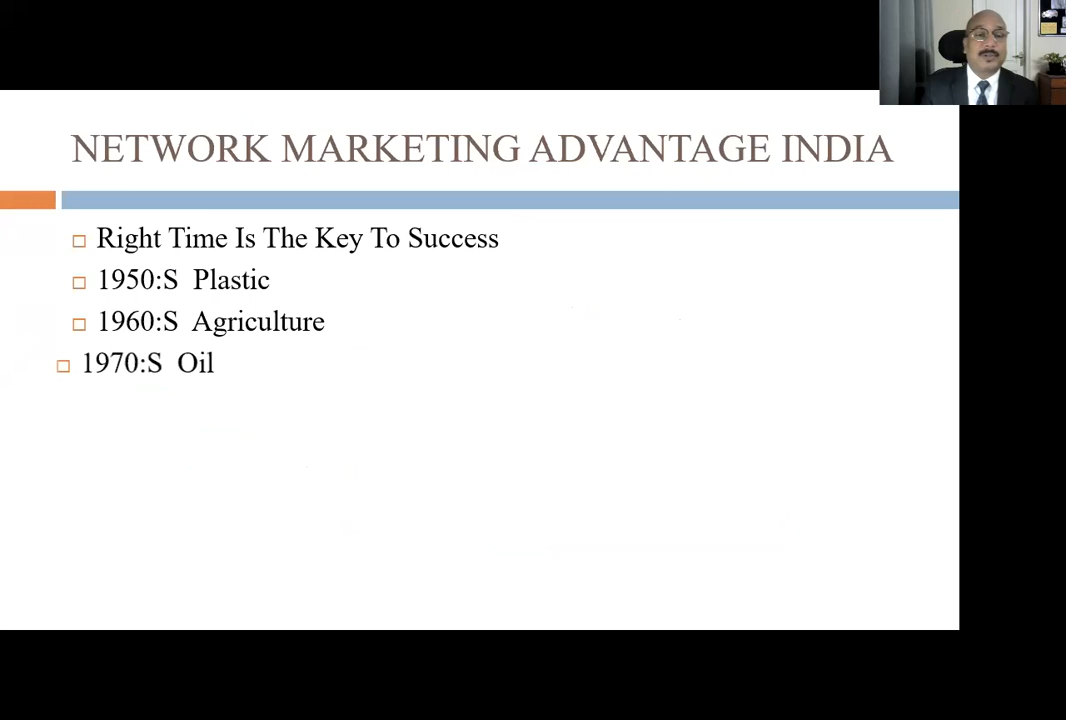 NETWORK MARKETING ADVANTAGE INDIA
Right Time Is The Key To Success
1950:S Plastic
1960:S Agriculture
1970:S Oil